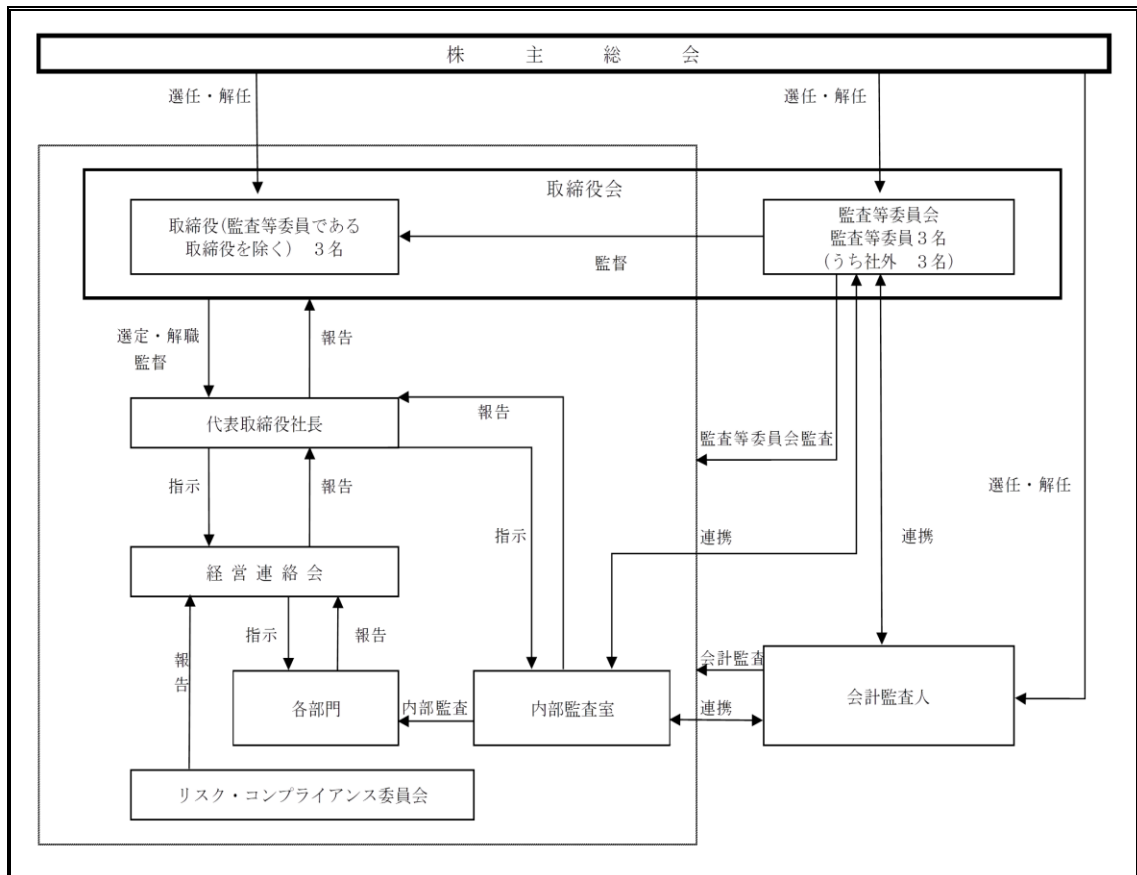 株主総会
選任・解任
選任・解任
取締役会
取締役(監査等委員である
取締役を除く) 3名
監査等委員会
監査等委員3名
(うち社外 3名)
監督
選定・解職
監督
報告
代表取締役社長
報告
監査等委員会監査
指示
報告
選任・解任
指示
連携
連携
経営連絡会
指示
報告
報告
会計監査
各部門
内部監査
内部監査室
連携
会計監査人
リスク・コンプライアンス委員会